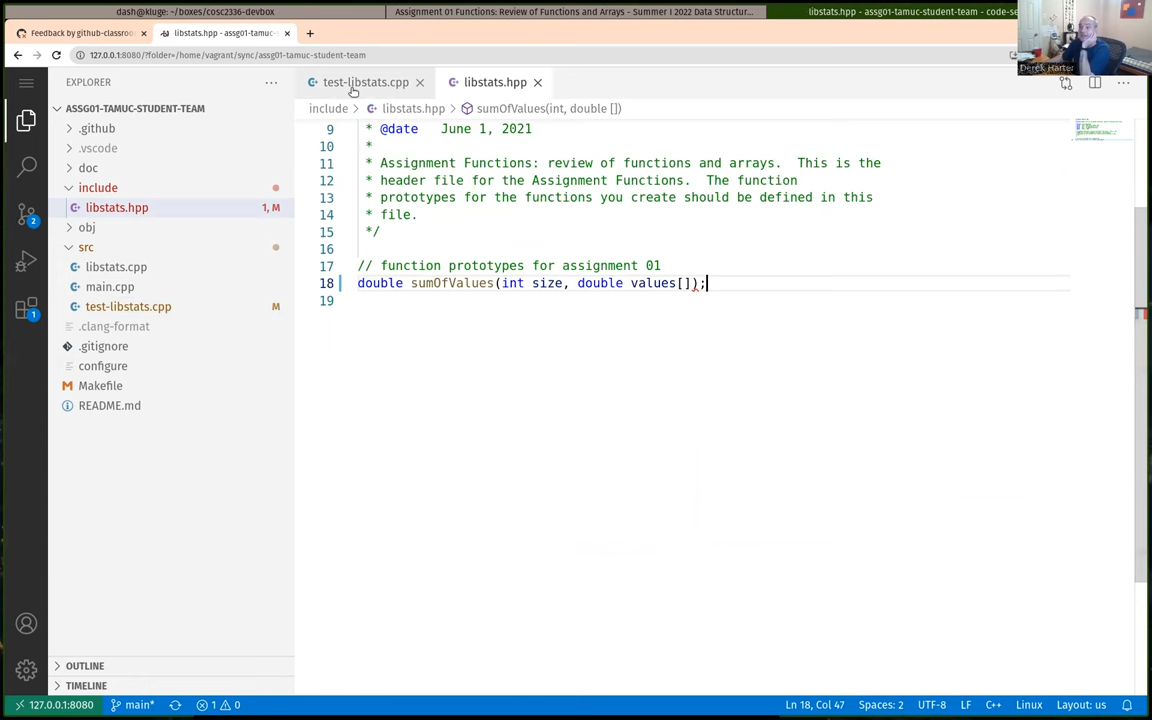 dash@kluge: ~/boxes/cosc2336-devbox
Assignment 01 Functions: Review of Functions and Arrays - Summer I 2022 Data Structur...
libstats.hpp - assg01-tamuc-student-team - code-se
Feedback by github-classroo
libstats.hpp - assg01-tamuc-
127.0.0.1:8080/?folder=/home/vagrant/sync/assg01-tamuc-student-team
Derek Harter
EXPLORER
test-libstats.cpp
libstats.hpp
include > libstats.hpp > sumOfValues(int, double [])
ASSG01-TAMUC-STUDENT-TEAM
.github
.vscode
doc
include
libstats.hpp 1, M
obj
src
libstats.cpp
main.cpp
test-libstats.cpp M
.clang-format
.gitignore
configure
Makefile
README.md
2
1
9 * @date June 1, 2021
10 *
11 * Assignment Functions: review of functions and arrays. This is the
12 * header file for the Assignment Functions. The function
13 * prototypes for the functions you create should be defined in this
14 * file.
15 */
16
17 // function prototypes for assignment 01
18 double sumOfValues(int size, double values[]);
19
OUTLINE
TIMELINE
127.0.0.1:8080 main* 1 0 Ln 18, Col 47 Spaces: 2 UTF-8 LF C++ Linux Layout: us